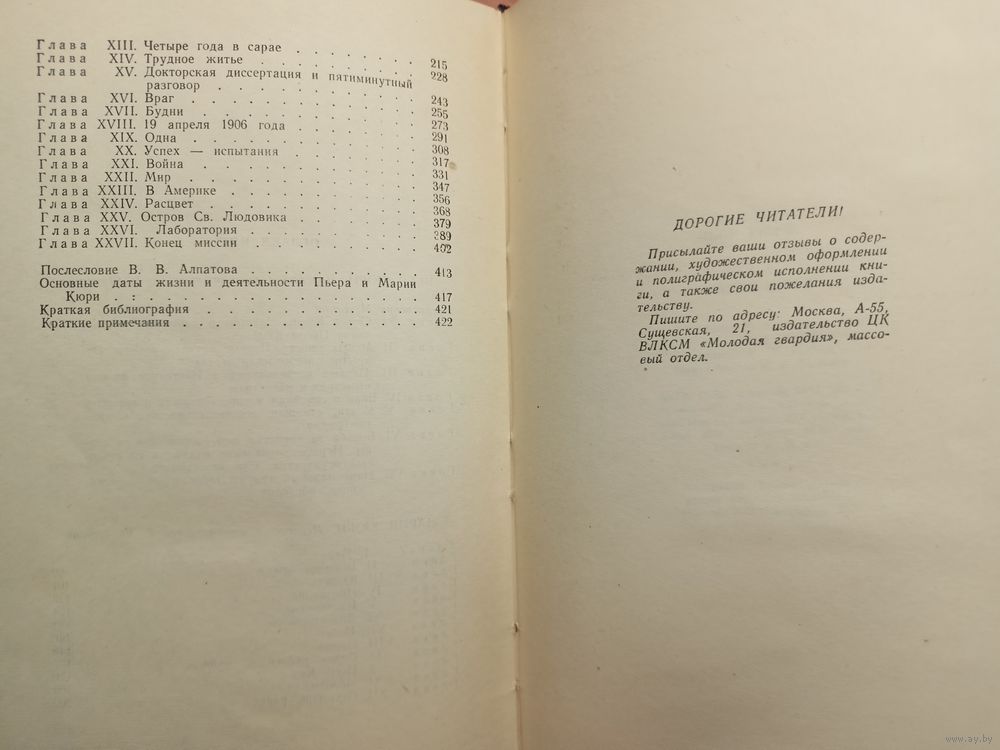 Глава XIII. Четыре года в сарае . . . . . . . . 215
Глава XIV. Трудное житье . . . . . . . . . . 228
Глава XV. Докторская диссертация и пятиминутный
разговор . . . . . . . . . . . 243
Глава XVI. Враг . . . . . . . . . . . . . 255
Глава XVII. Будни . . . . . . . . . . . . 273
Глава XVIII. 19 апреля 1906 года . . . . . . . . 291
Глава XIX. Одна . . . . . . . . . . . . . 308
Глава XX. Успех — испытания . . . . . . . . 317
Глава XXI. Война . . . . . . . . . . . . 331
Глава XXII. Мир . . . . . . . . . . . . . 347
Глава XXIII. В Америке . . . . . . . . . . . 356
Глава XXIV. Расцвет . . . . . . . . . . . . 368
Глава XXV. Остров Св. Людовика . . . . . . . . 379
Глава XXVI. Лаборатория . . . . . . . . . . 389
Глава XXVII. Конец миссии . . . . . . . . . . 402
Послесловие В. В. Алпатова . . . . . . . . . . 413
Основные даты жизни и деятельности Пьера и Марии
Кюри . : . . . . . . . . . . . . . . 417
Краткая библиография . . . . . . . . . . . . 421
Краткие примечания . . . . . . . . . . . . . 422
ДОРОГИЕ ЧИТАТЕЛИ!
Присылайте ваши отзывы о содер-
жании, художественном оформлении
и полиграфическом исполнении кни-
ги, а также свои пожелания изда-
тельству.
Пишите по адресу: Москва, А-55,
Сущевская, 21, издательство ЦК
ВЛКСМ «Молодая гвардия», массо-
вый отдел.
www.ay.by